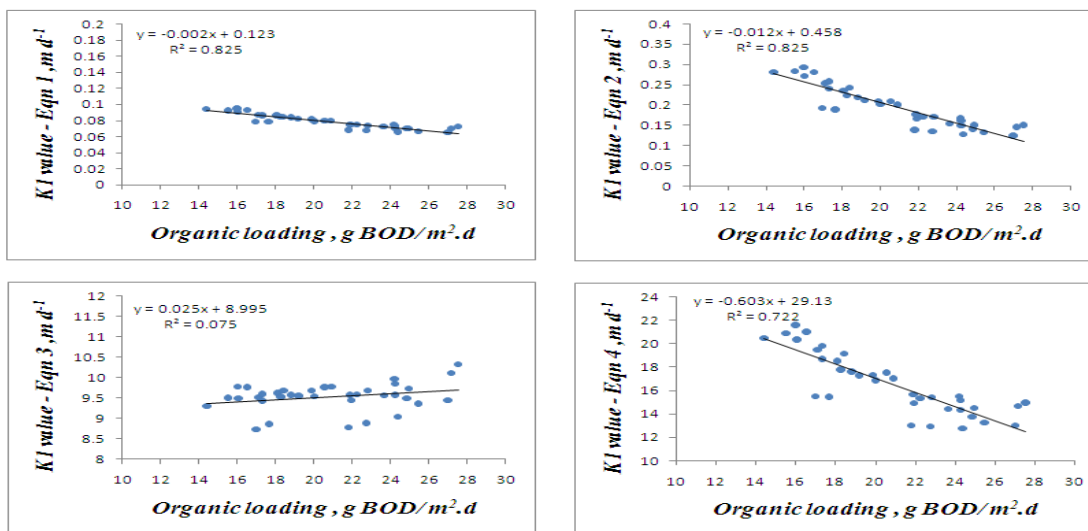 K1 value - Eqn 1 , m d-1
0.2
0.18
0.16
0.14
0.12
0.1
0.08
0.06
0.04
0.02
0
y = -0.002x + 0.123
R² = 0.825
10 12 14 16 18 20 22 24 26 28 30
Organic loading , g BOD/m².d
K1 value - Eqn 2 , m d-1
0.4
0.35
0.3
0.25
0.2
0.15
0.1
0.05
0
y = -0.012x + 0.458
R² = 0.825
10 12 14 16 18 20 22 24 26 28 30
Organic loading , g BOD/m².d
K1 value - Eqn 3 , m d-1
12
11.5
11
10.5
10
9.5
9
8.5
8
y = 0.025x + 8.995
R² = 0.075
10 12 14 16 18 20 22 24 26 28 30
Organic loading , g BOD/m².d
K1 value - Eqn 4 , m d-1
24
22
20
18
16
14
12
10
y = -0.603x + 29.13
R² = 0.722
10 12 14 16 18 20 22 24 26 28 30
Organic loading , g BOD/m².d